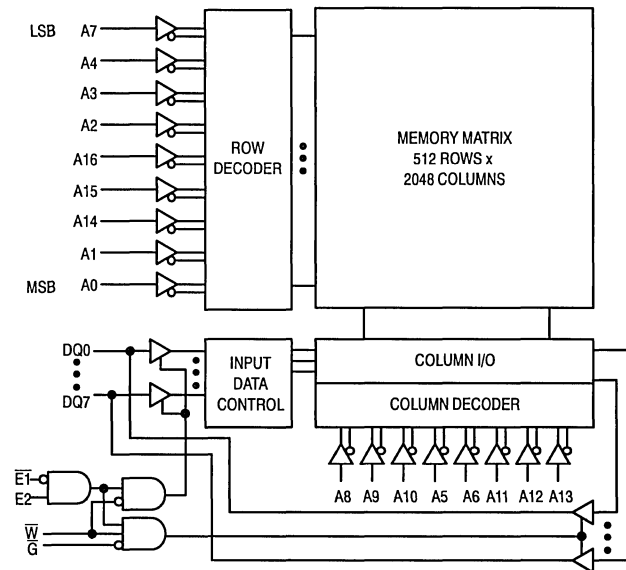 LSB A7
A4
A3
A2
A16
A15
A14
A1
MSB A0
ROW
DECODER
MEMORY MATRIX
512 ROWS x
2048 COLUMNS
DQ0
DQ7
INPUT
DATA
CONTROL
COLUMN I/O
COLUMN DECODER
A8 A9 A10 A5 A6 A11 A12 A13
E1
E2
W
G